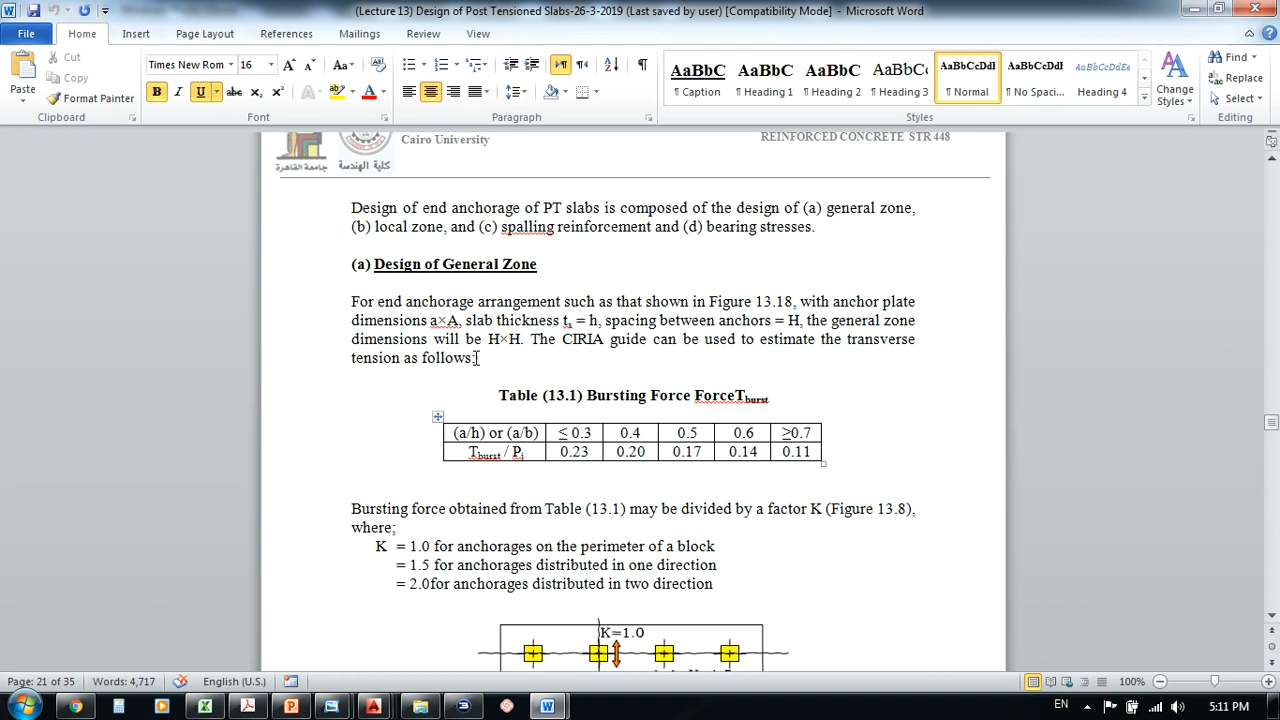 (Lecture 13) Design of Post Tensioned Slabs-26-3-2019 (Last saved by user) [Compatibility Mode] - Microsoft Word
File Home Insert Page Layout References Mailings Review View
Cut
Copy
Format Painter
Paste
Clipboard
Times New Rom 16
Font
Paragraph
AaBbC AaBbC AaBbC AaBbC AaBbCcDdI AaBbCcDdI AaBbCcDdEe
¶ Caption ¶ Heading 1 ¶ Heading 2 ¶ Heading 3 ¶ Normal ¶ No Spaci... Heading 4
Change
Styles
Styles
Find
Replace
Select
Editing
جامعة القاهرة
كلية الهندسة
Cairo University
REINFORCED CONCRETE STR 448
Design of end anchorage of PT slabs is composed of the design of (a) general zone,
(b) local zone, and (c) spalling reinforcement and (d) bearing stresses.
(a) Design of General Zone
For end anchorage arrangement such as that shown in Figure 13.18, with anchor plate
dimensions a×A, slab thickness ts = h, spacing between anchors = H, the general zone
dimensions will be H×H. The CIRIA guide can be used to estimate the transverse
tension as follows:
Table (13.1) Bursting Force ForceTburst
(a/h) or (a/b) ≤ 0.3 0.4 0.5 0.6 ≥0.7
Tburst / Pj 0.23 0.20 0.17 0.14 0.11
Bursting force obtained from Table (13.1) may be divided by a factor K (Figure 13.8),
where;
K = 1.0 for anchorages on the perimeter of a block
= 1.5 for anchorages distributed in one direction
= 2.0for anchorages distributed in two direction
K=1.0
Page: 21 of 35 Words: 4,717 English (U.S.) 100%
EN 5:11 PM